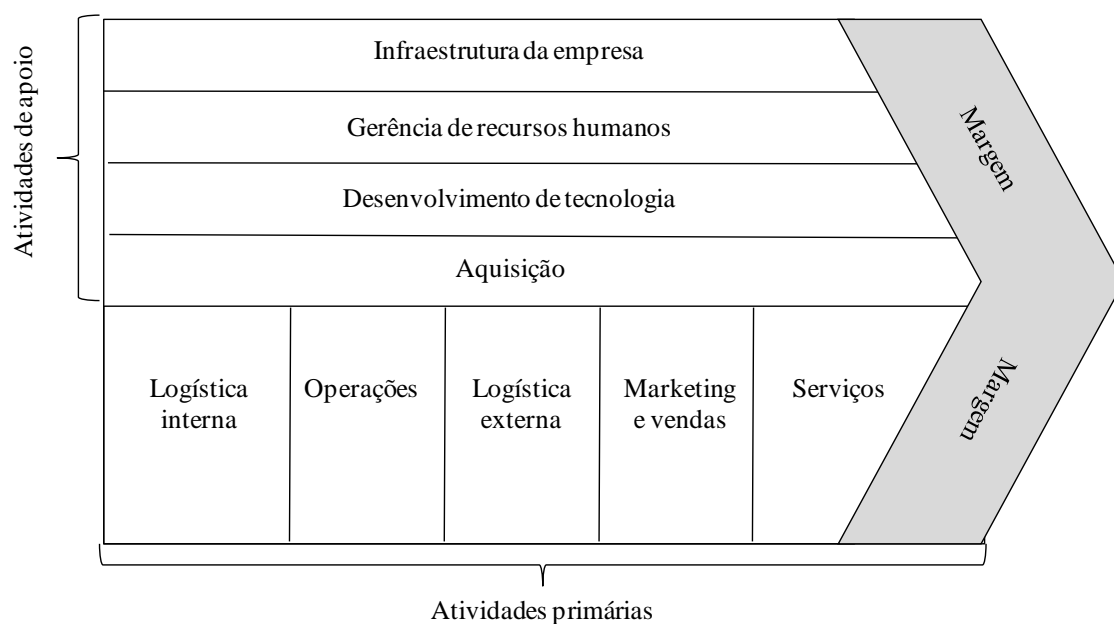 Atividades de apoio
Infraestrutura da empresa
Gerência de recursos humanos
Desenvolvimento de tecnologia
Aquisição
Margem
Logística
interna
Operações
Logística
externa
Marketing
e vendas
Serviços
Margem
Atividades primárias